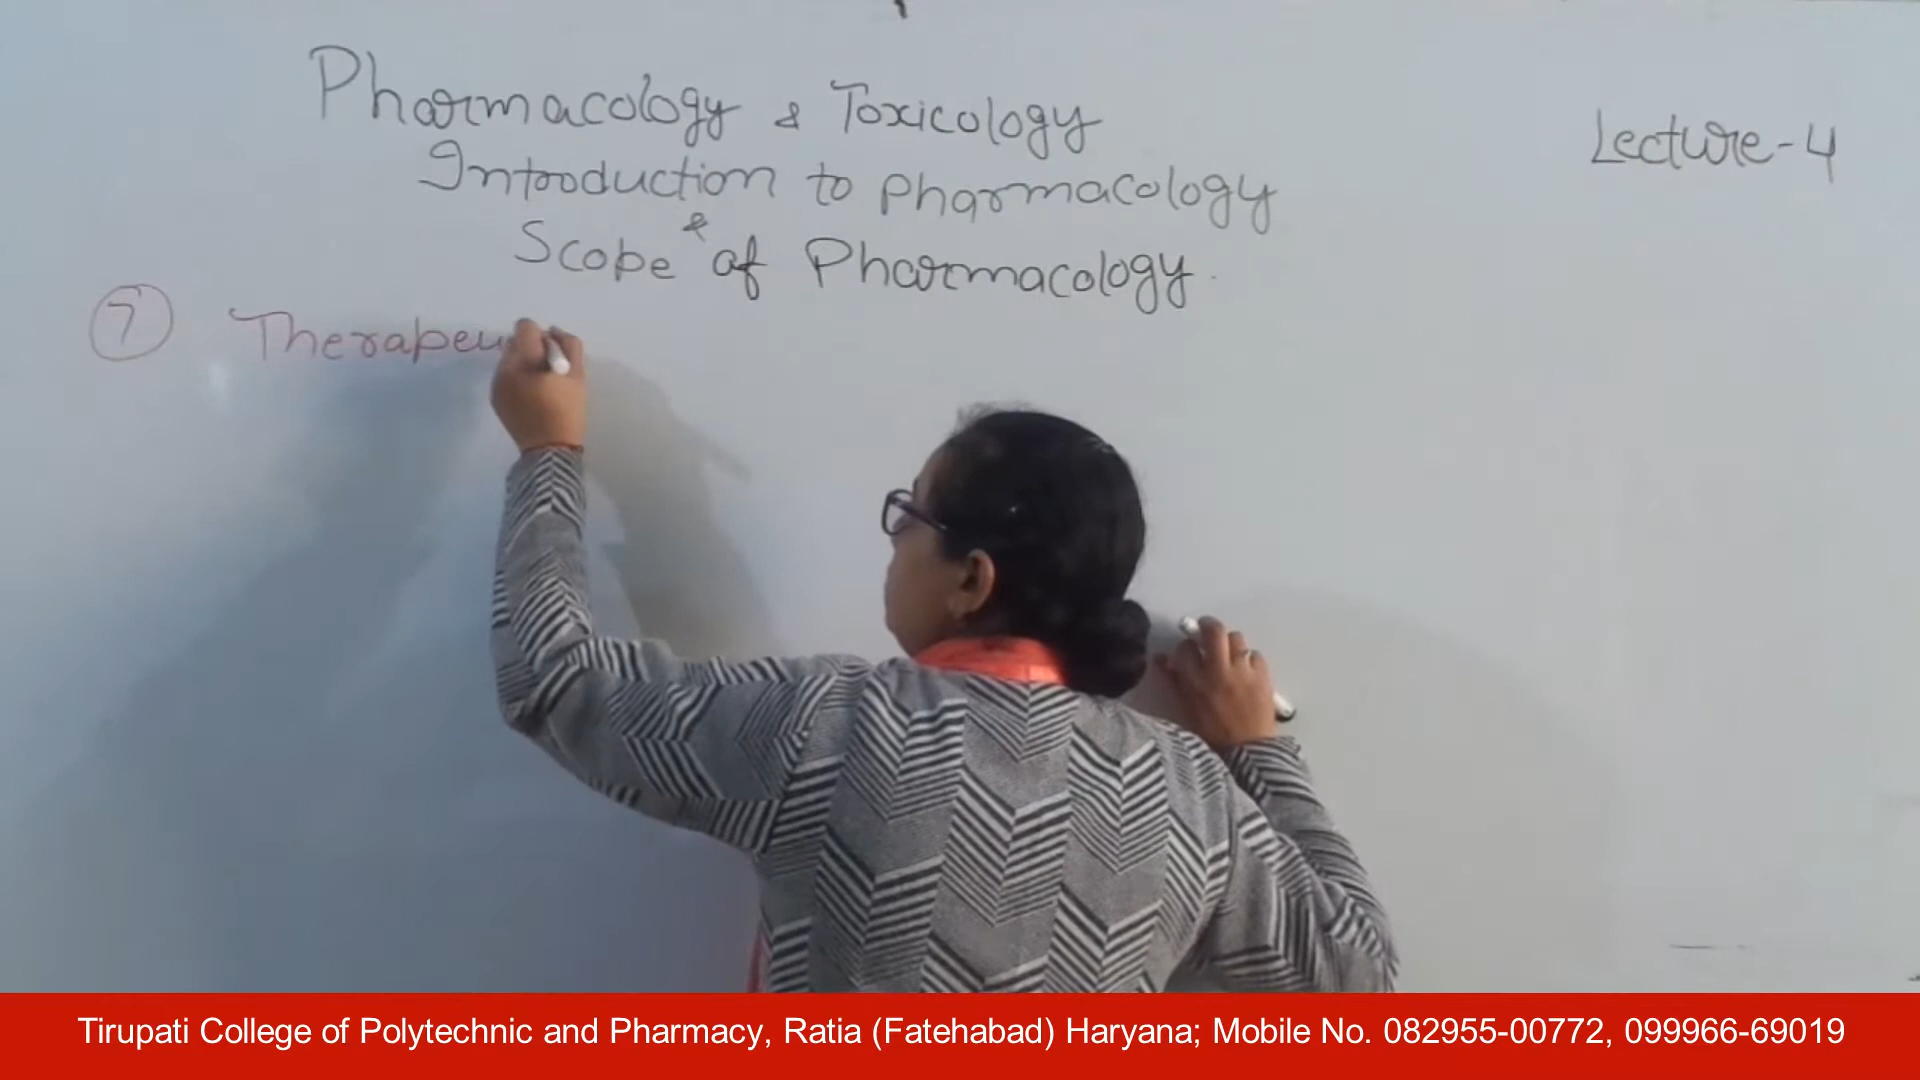 Pharmacology & Toxicology
Lecture-4
Introduction to Pharmacology
&
Scope of Pharmacology.
7 Therapeu
Tirupati College of Polytechnic and Pharmacy, Ratia (Fatehabad) Haryana; Mobile No. 082955-00772, 099966-69019